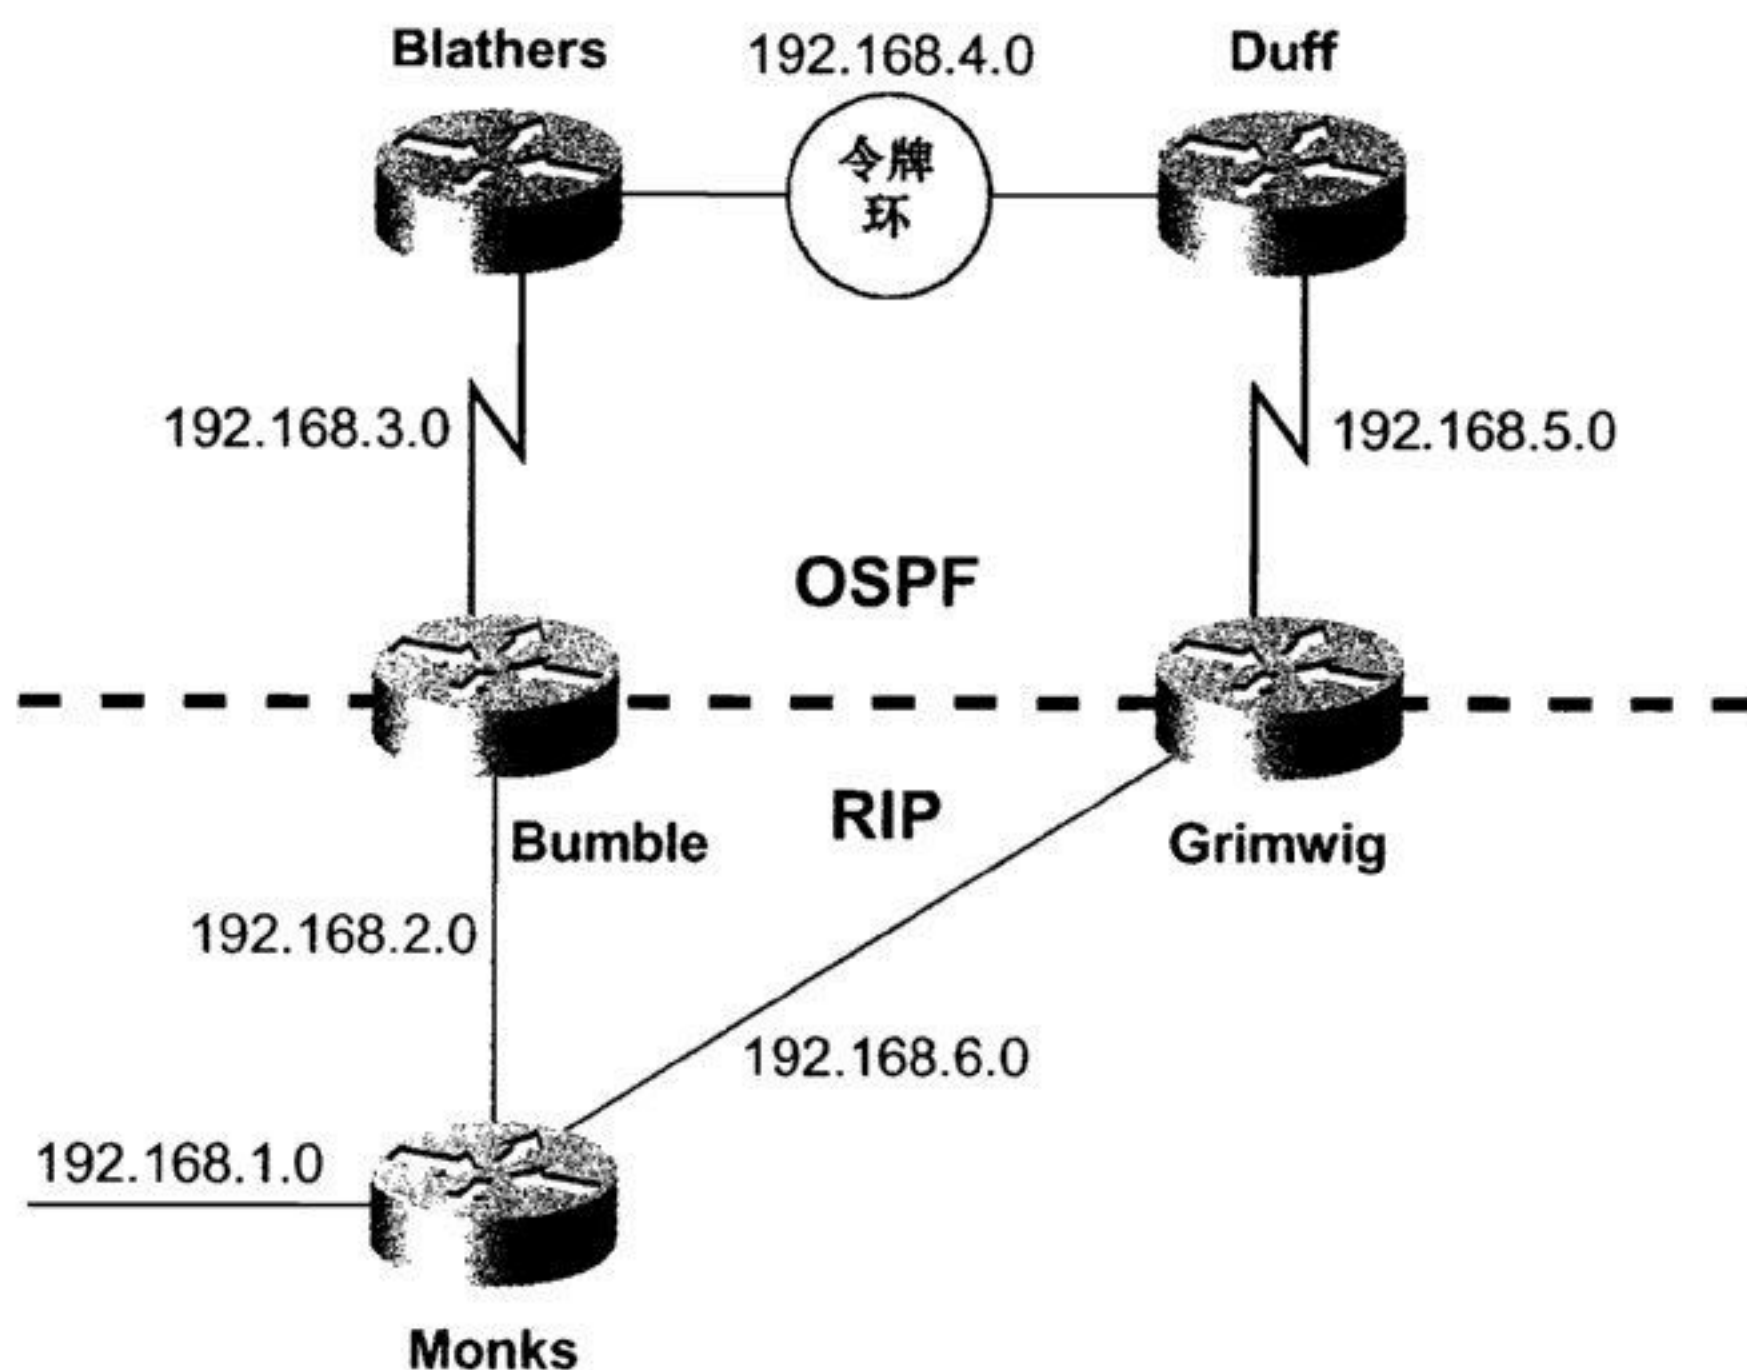 Blathers
192.168.4.0
Duff
令牌
环
192.168.3.0
192.168.5.0
OSPF
RIP
Bumble
Grimwig
192.168.2.0
192.168.6.0
192.168.1.0
Monks